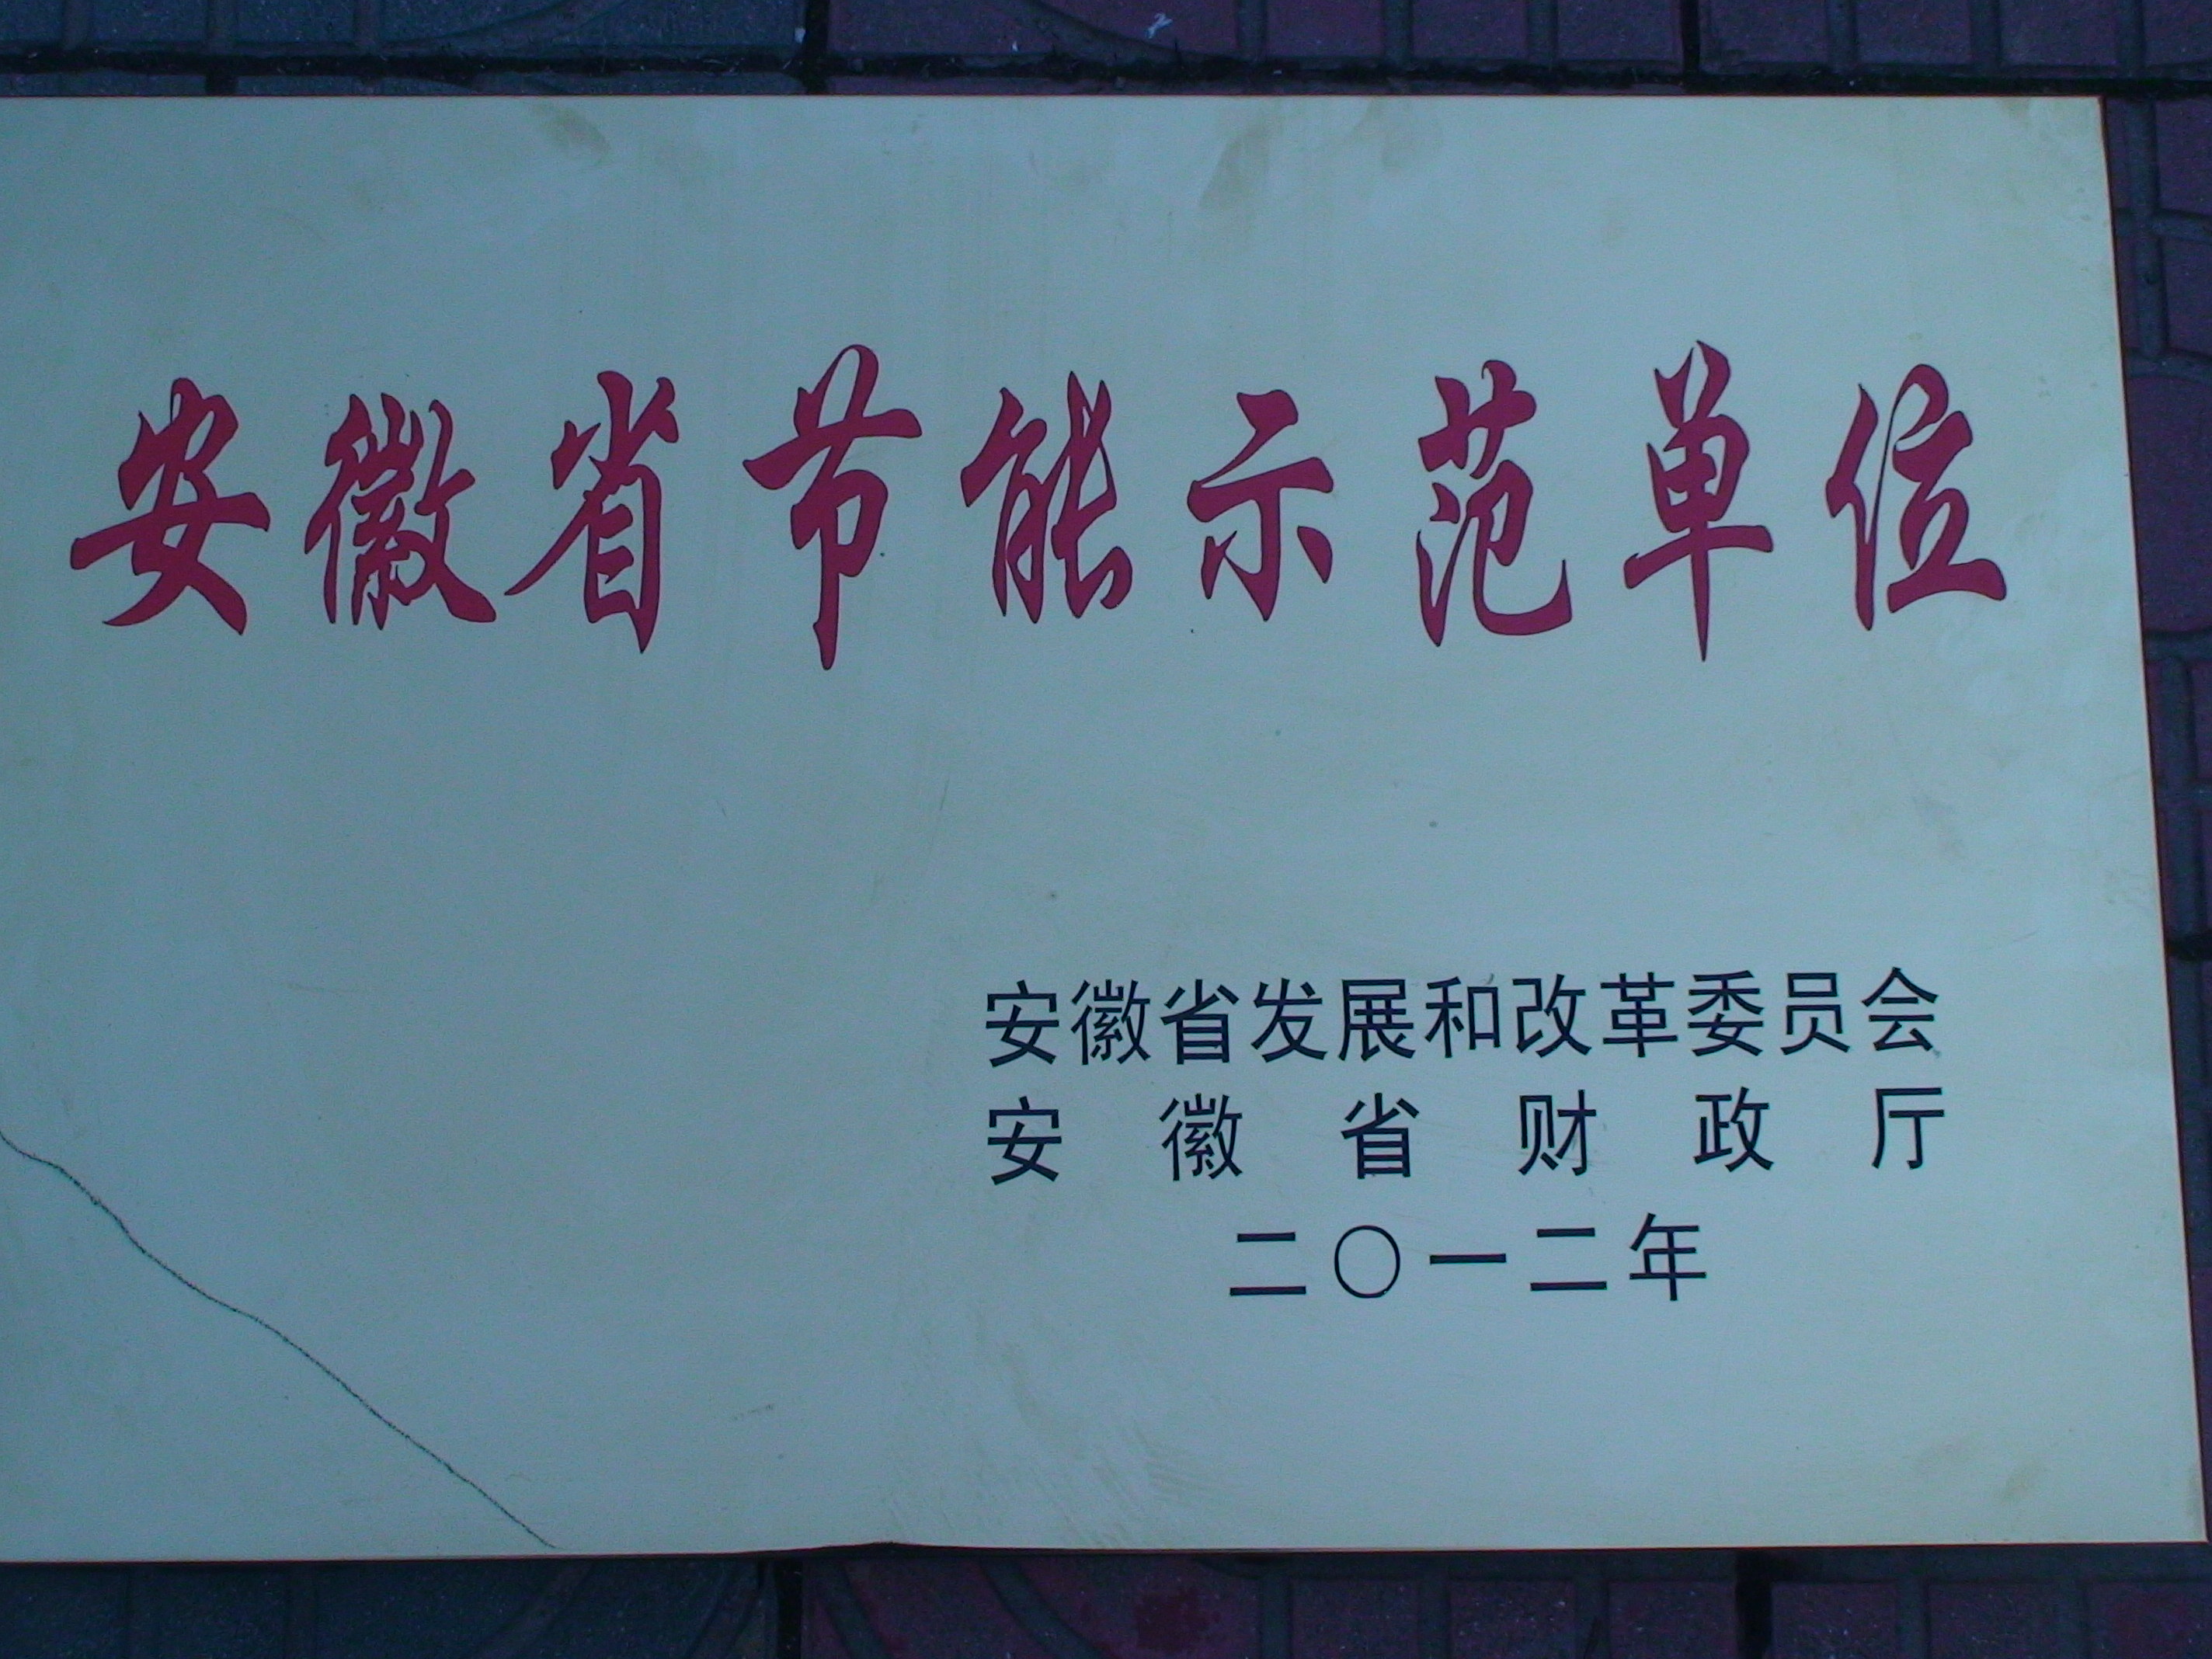 安徽省节能示范单位
安徽省发展和改革委员会
安徽省财政厅
二〇一二年